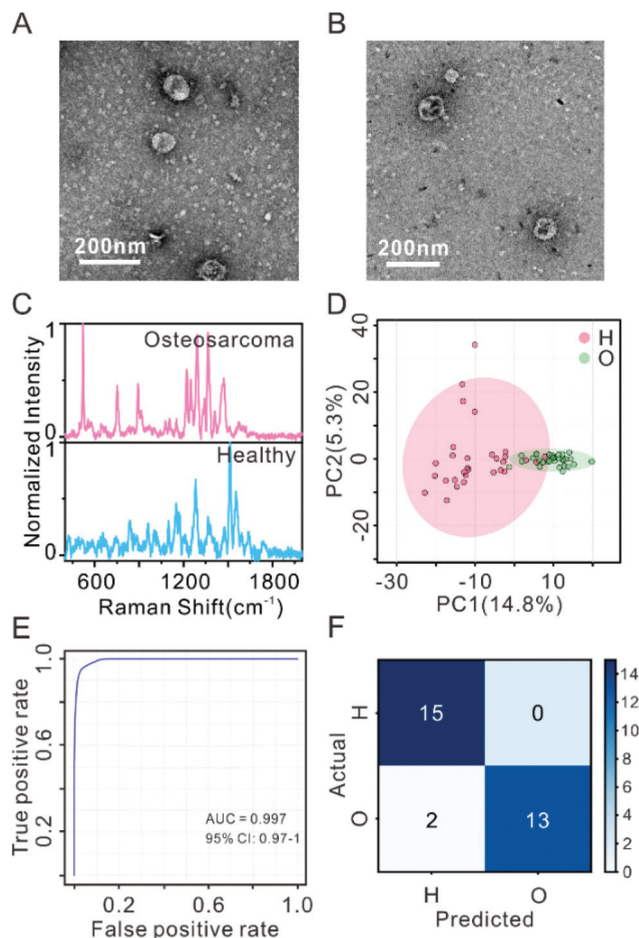 A
200nm
B
200nm
C
Normalized Intensity
1
Osteosarcoma
0
1
Healthy
0
600
1200
1800
Raman Shift(cm⁻¹)
D
PC2(5.3%)
40
20
0
-20
H
O
-30
-10
10
30
PC1(14.8%)
E
True positive rate
1.0
0.6
0.2
AUC = 0.997
95% CI: 0.97-1
0.2
0.6
1.0
False positive rate
F
Actual
H
O
15
0
2
13
H
O
Predicted
14
12
10
8
6
4
2
0